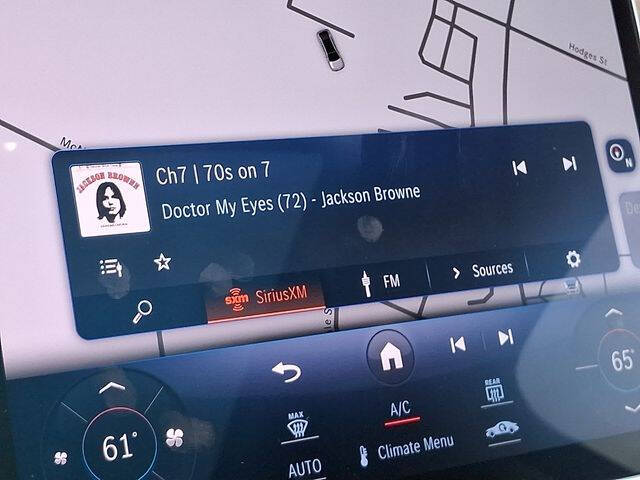 Hodges St
N
JACKSON BROWNE
Ch7 | 70s on 7
Doctor My Eyes (72) - Jackson Browne
sxm SiriusXM
FM
Sources
61°
65°
MAX
A/C
REAR
AUTO
Climate Menu